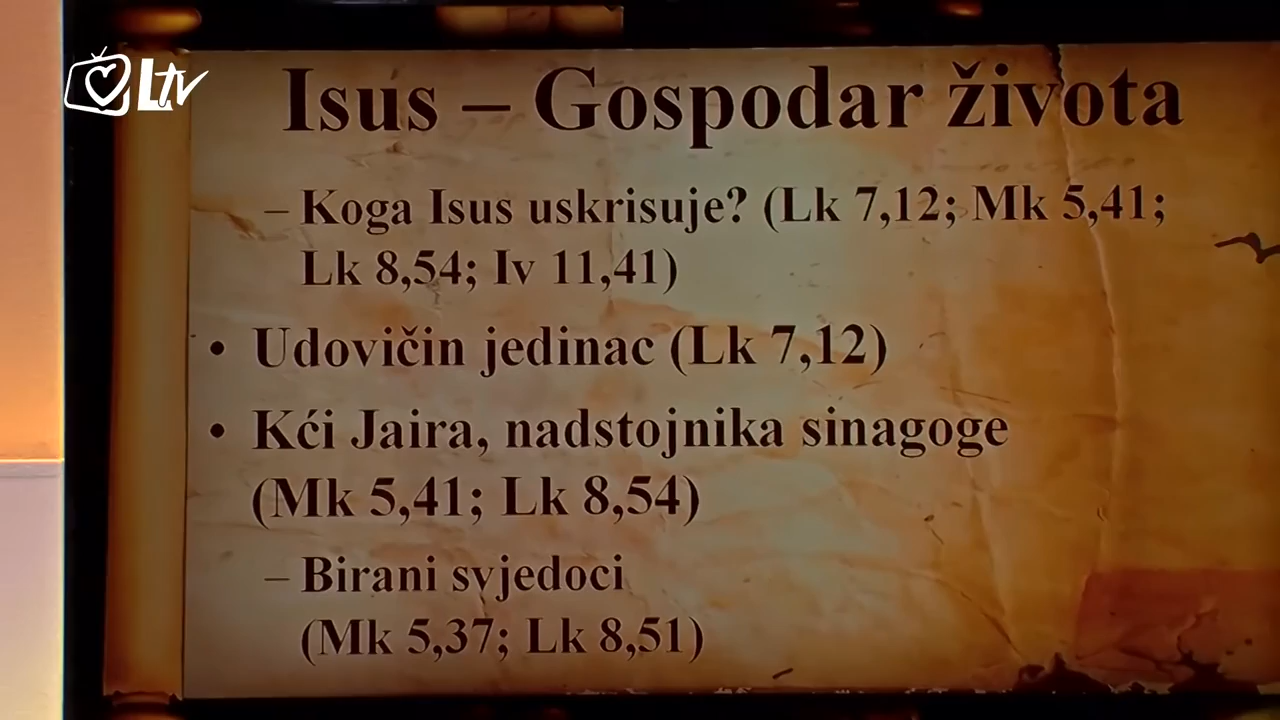 Ltv
Isus – Gospodar života
– Koga Isus uskrisuje? (Lk 7,12; Mk 5,41;
Lk 8,54; Iv 11,41)
• Udovičin jedinac (Lk 7,12)
• Kći Jaira, nadstojnika sinagoge
(Mk 5,41; Lk 8,54)
– Birani svjedoci
(Mk 5,37; Lk 8,51)